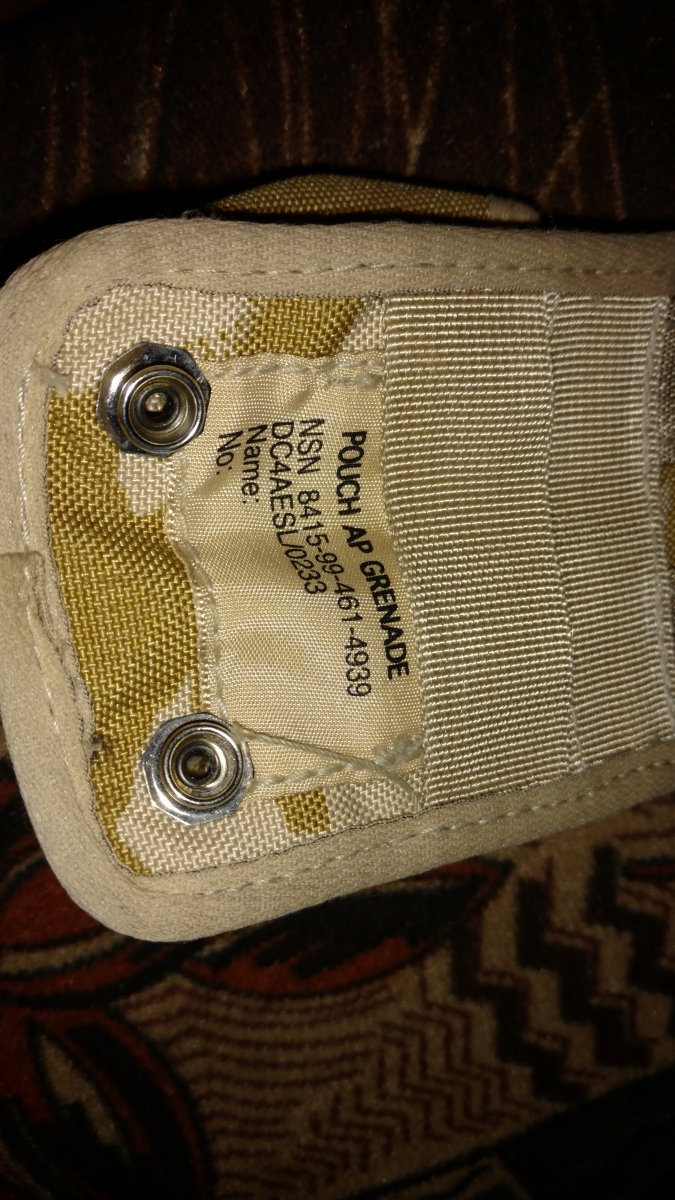 POUCH AP GRENADE
NSN 8415-99-461-4939
DC4AESL/0233
Name:
No: